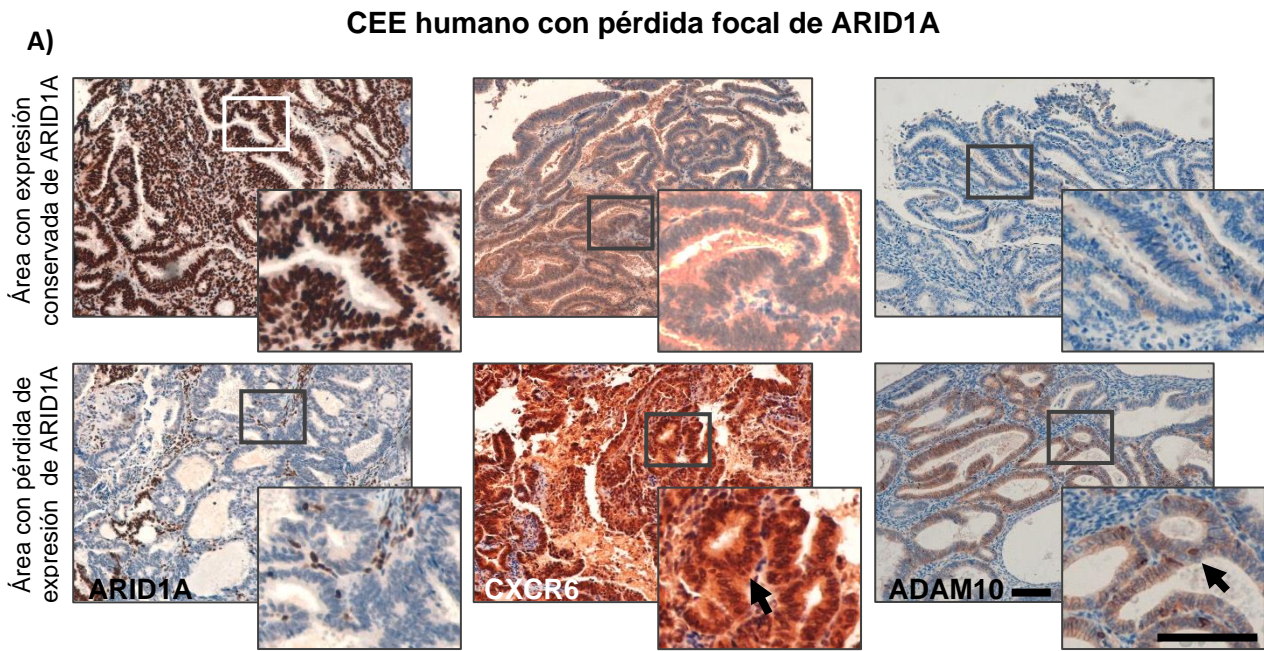 CEE humano con pérdida focal de ARID1A
A)
Área con expresión
conservada de ARID1A
Área con pérdida de
expresión de ARID1A
ARID1A
CXCR6
ADAM10